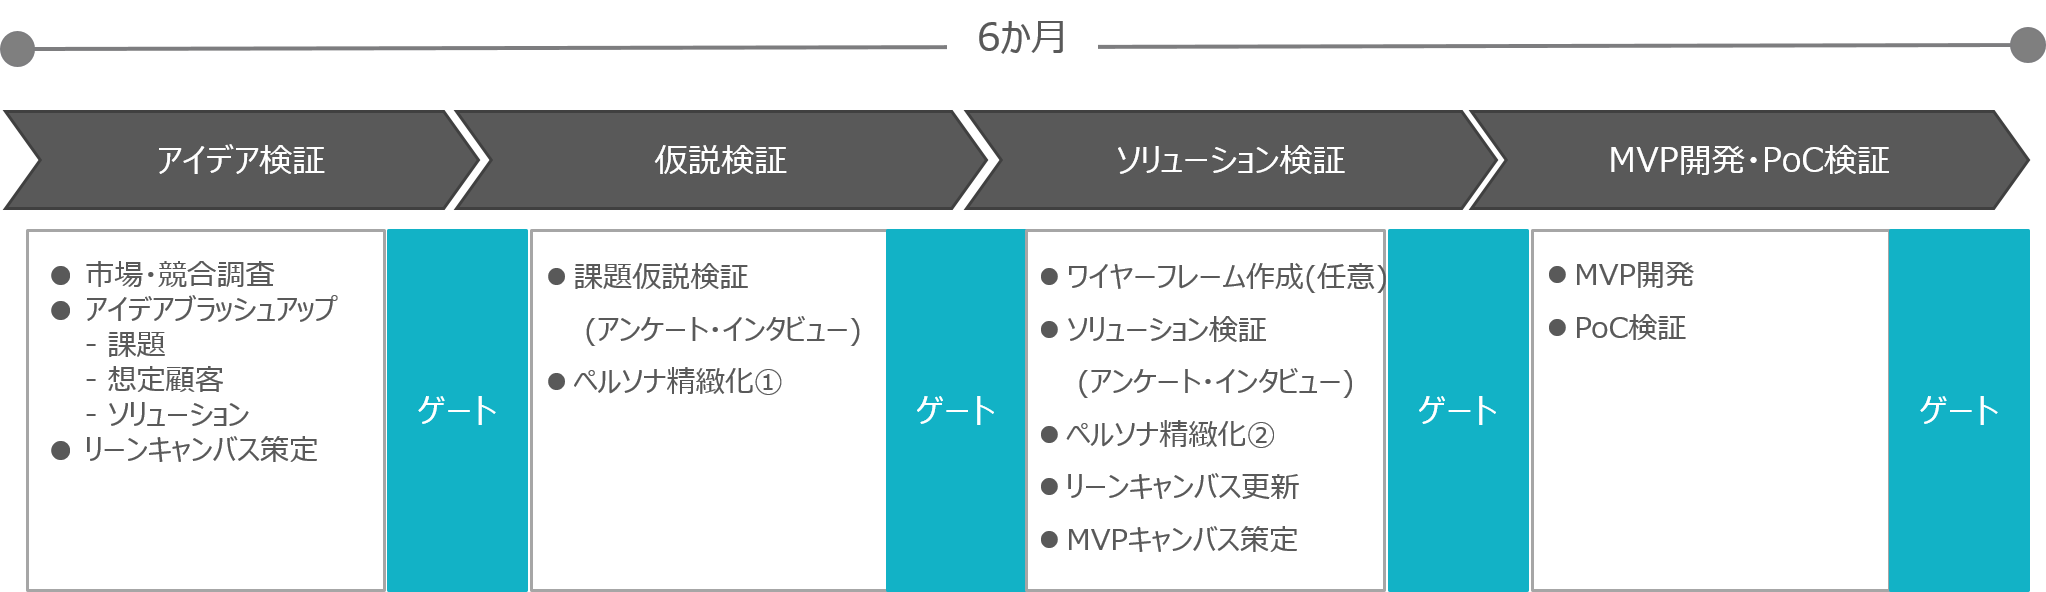 6か月
アイデア検証
仮説検証
ソリューション検証
MVP開発・PoC検証
● 市場・競合調査
● アイデアブラッシュアップ
- 課題
- 想定顧客
- ソリューション
● リーンキャンバス策定
ゲート
● 課題仮説検証
(アンケート・インタビュー)
● ペルソナ精緻化①
ゲート
● ワイヤーフレーム作成(任意)
● ソリューション検証
(アンケート・インタビュー)
● ペルソナ精緻化②
● リーンキャンバス更新
● MVPキャンバス策定
ゲート
● MVP開発
● PoC検証
ゲート